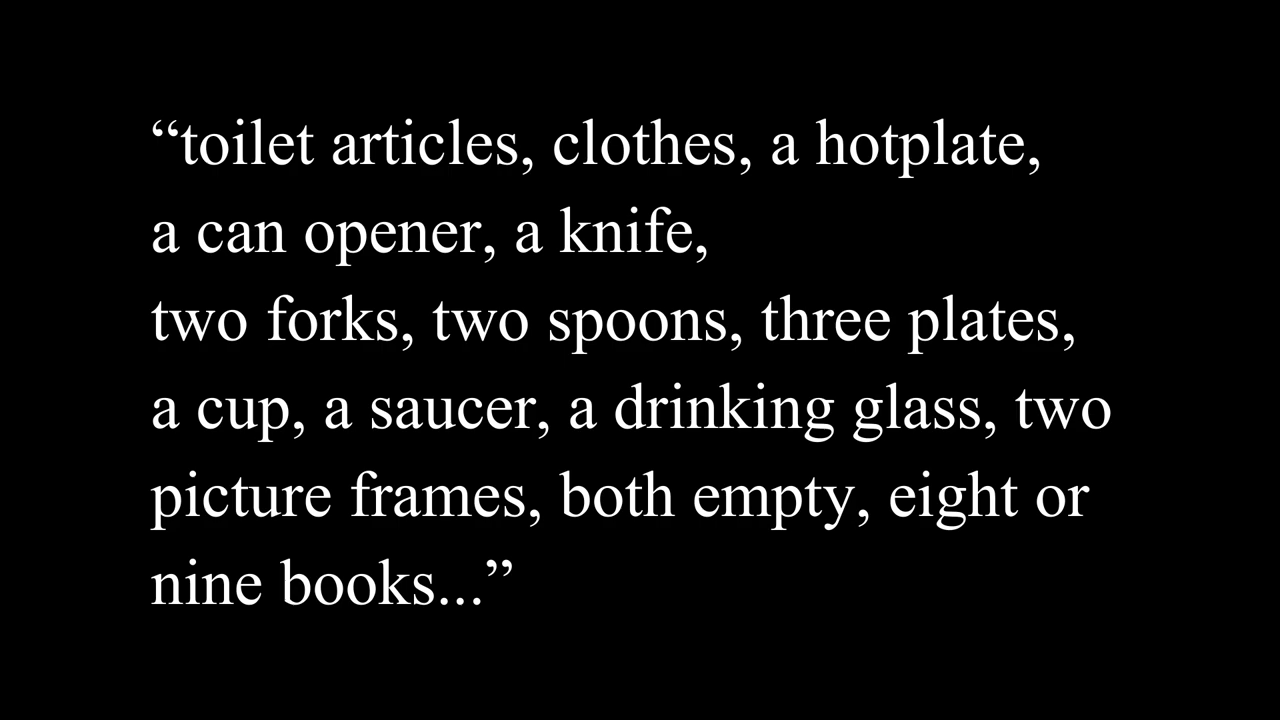 “toilet articles, clothes, a hotplate,
a can opener, a knife,
two forks, two spoons, three plates,
a cup, a saucer, a drinking glass, two
picture frames, both empty, eight or
nine books...”